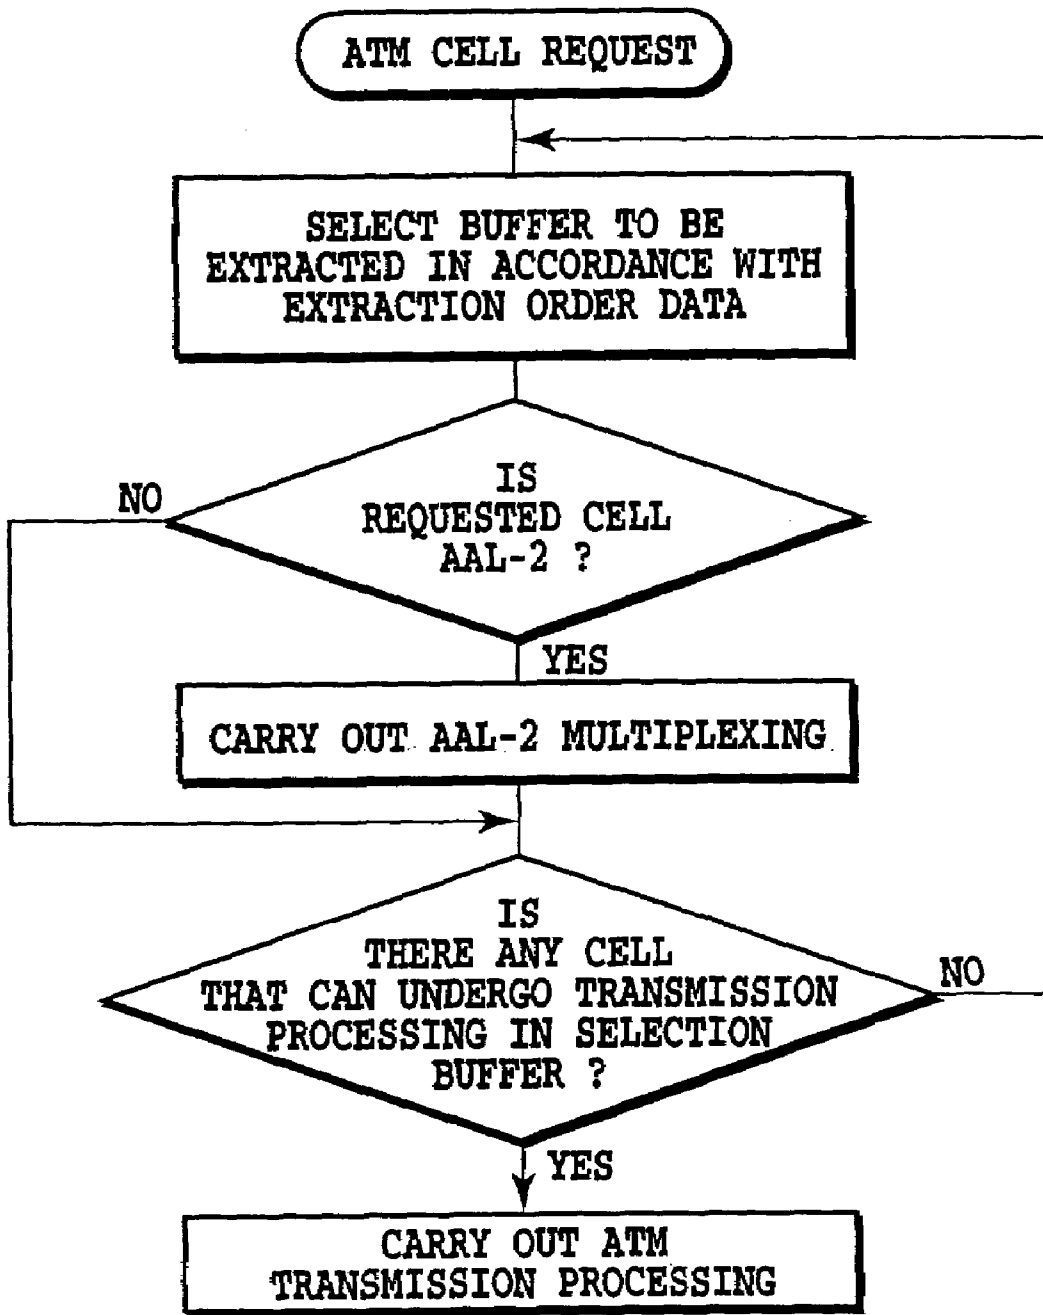 ATM CELL REQUEST
SELECT BUFFER TO BE
EXTRACTED IN ACCORDANCE WITH
EXTRACTION ORDER DATA
NO
IS
REQUESTED CELL
AAL-2 ?
YES
CARRY OUT AAL-2 MULTIPLEXING
IS
THERE ANY CELL
THAT CAN UNDERGO TRANSMISSION
PROCESSING IN SELECTION
BUFFER ?
NO
YES
CARRY OUT ATM
TRANSMISSION PROCESSING